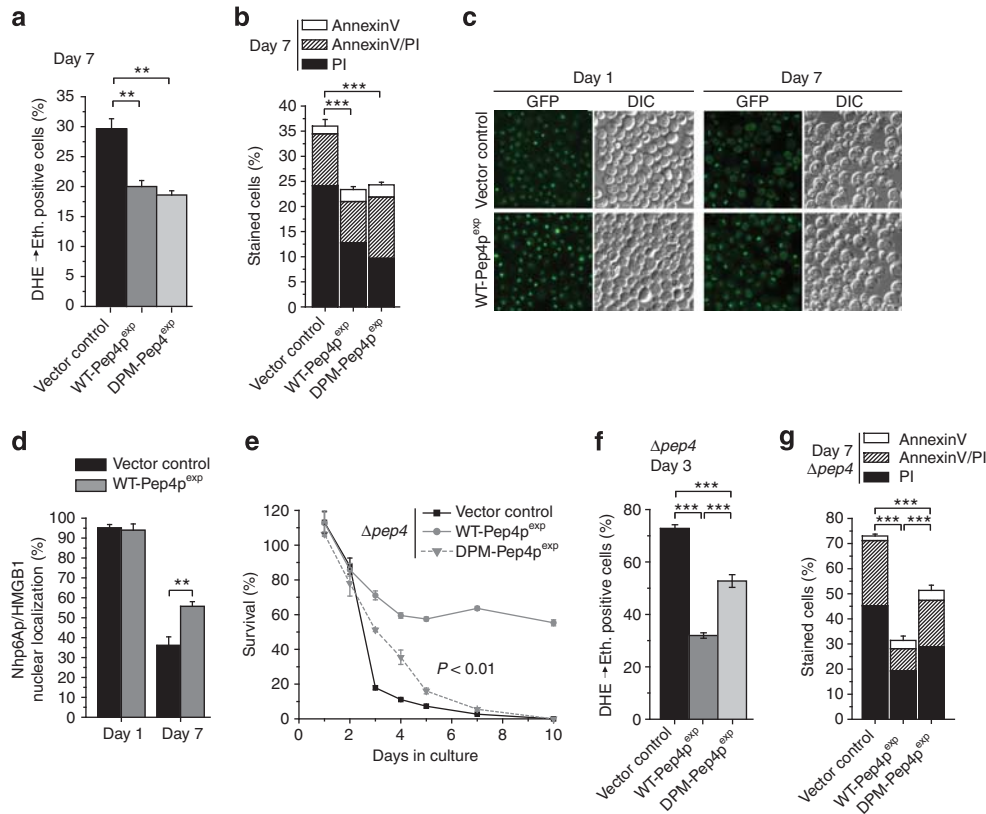 a
Day 7
**
**
DHE → Eth. positive cells (%)
35
30
25
20
15
10
5
0
Vector control
WT-Pep4p^exp
DPM-Pep4^exp
b
Day 7
AnnexinV
AnnexinV/PI
PI
***
***
Stained cells (%)
40
35
30
25
20
15
10
5
0
Vector control
WT-Pep4p^exp
DPM-Pep4p^exp
c
Day 1
Day 7
GFP
DIC
GFP
DIC
Vector control
WT-Pep4p^exp
d
Vector control
WT-Pep4p^exp
Nhp6Ap/HMGB1
nuclear localization (%)
100
90
80
70
60
50
40
30
20
10
0
**
Day 1
Day 7
e
Δpep4
Vector control
WT-Pep4p^exp
DPM-Pep4p^exp
Survival (%)
120
100
80
60
40
20
0
P < 0.01
0
2
4
6
8
10
Days in culture
f
Δpep4
Day 3
***
***
***
DHE → Eth. positive cells (%)
80
60
40
20
0
Vector control
WT-Pep4p^exp
DPM-Pep4p^exp
g
Day 7
Δpep4
AnnexinV
AnnexinV/PI
PI
***
***
***
Stained cells (%)
80
70
60
50
40
30
20
10
0
Vector control
WT-Pep4p^exp
DPM-Pep4p^exp